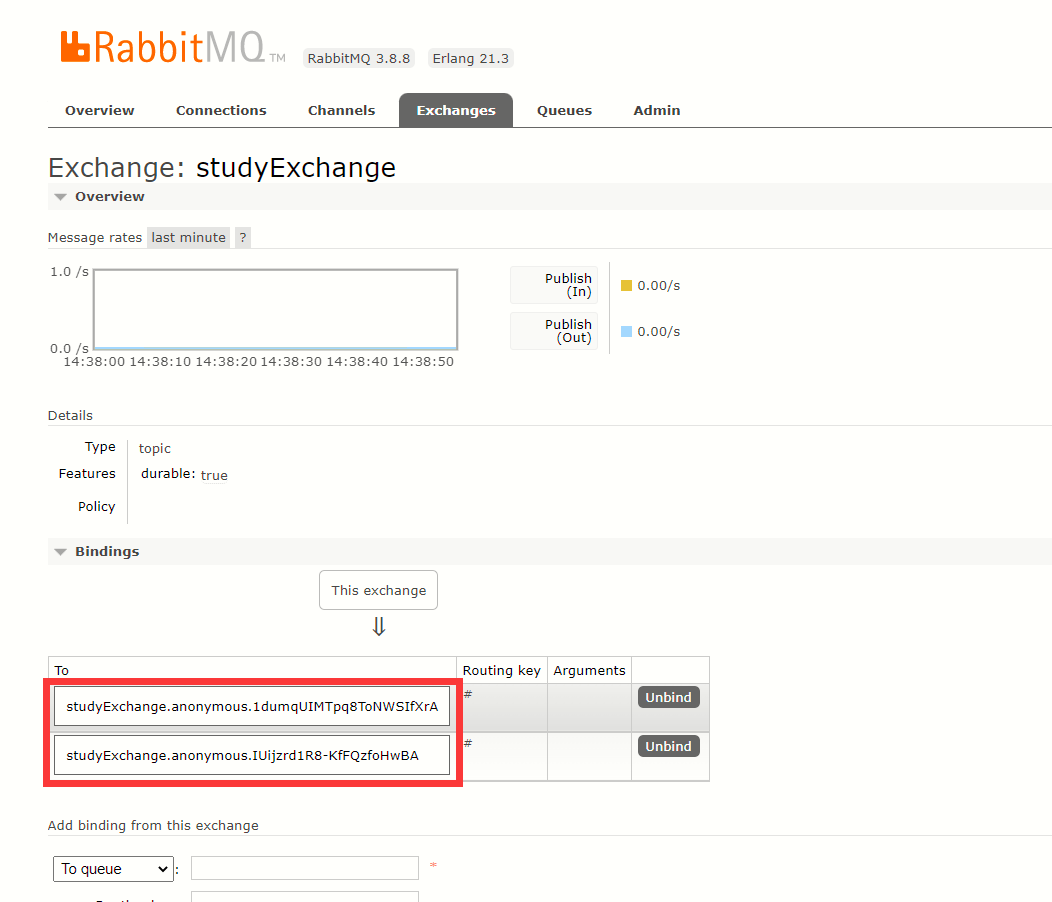 RabbitMQ TM RabbitMQ 3.8.8 Erlang 21.3
Overview Connections Channels Exchanges Queues Admin
Exchange: studyExchange
Overview
Message rates last minute ?
1.0 /s
0.0 /s
14:38:00 14:38:10 14:38:20 14:38:30 14:38:40 14:38:50
Publish
(In)
0.00/s
Publish
(Out)
0.00/s
Details
Type topic
Features durable: true
Policy
Bindings
This exchange
⇓
To Routing key Arguments
studyExchange.anonymous.1dumqUIMTpq8ToNWSIfXrA # Unbind
studyExchange.anonymous.IUijzrd1R8-KfFQzfoHwBA # Unbind
Add binding from this exchange
To queue : *